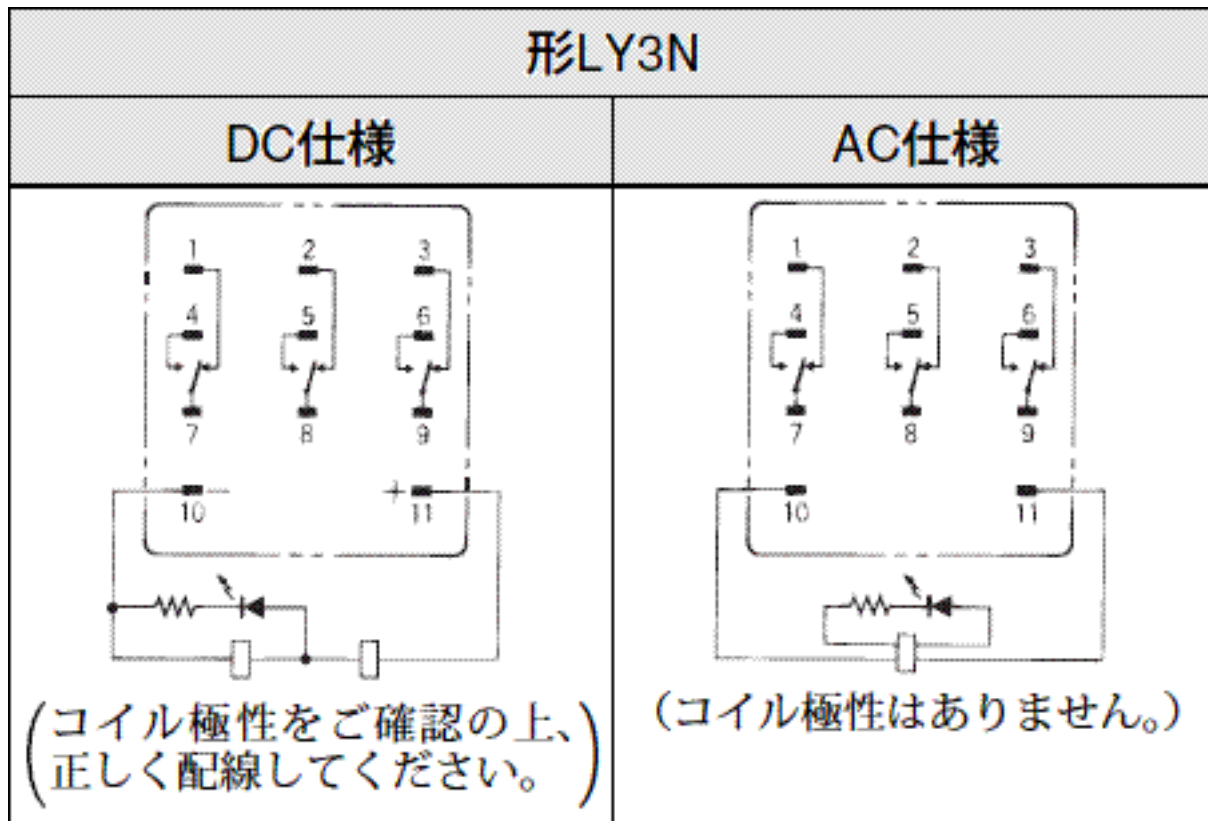 形LY3N
DC仕様
AC仕様
1 2 3
4 5 6
7 8 9
10 + 11
1 2 3
4 5 6
7 8 9
10 11
(コイル極性をご確認の上、
正しく配線してください。)
(コイル極性はありません。)